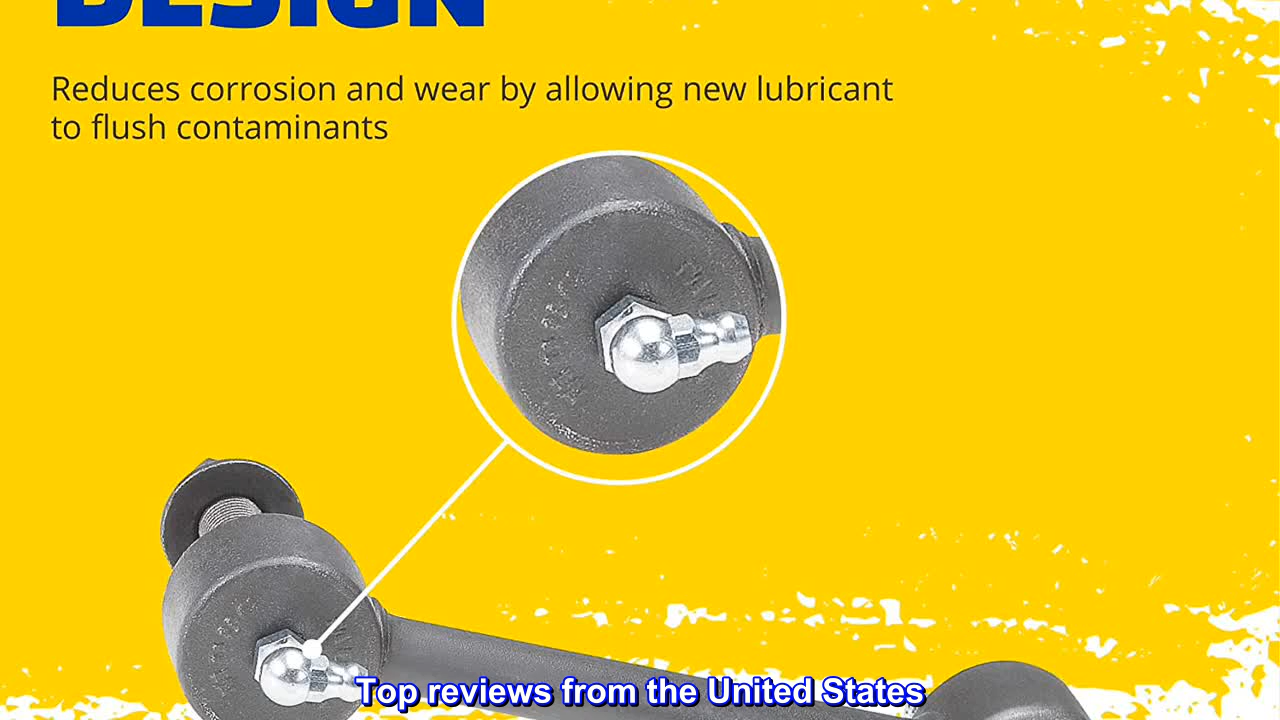 DESIGN
Reduces corrosion and wear by allowing new lubricant
to flush contaminants
Top reviews from the United States